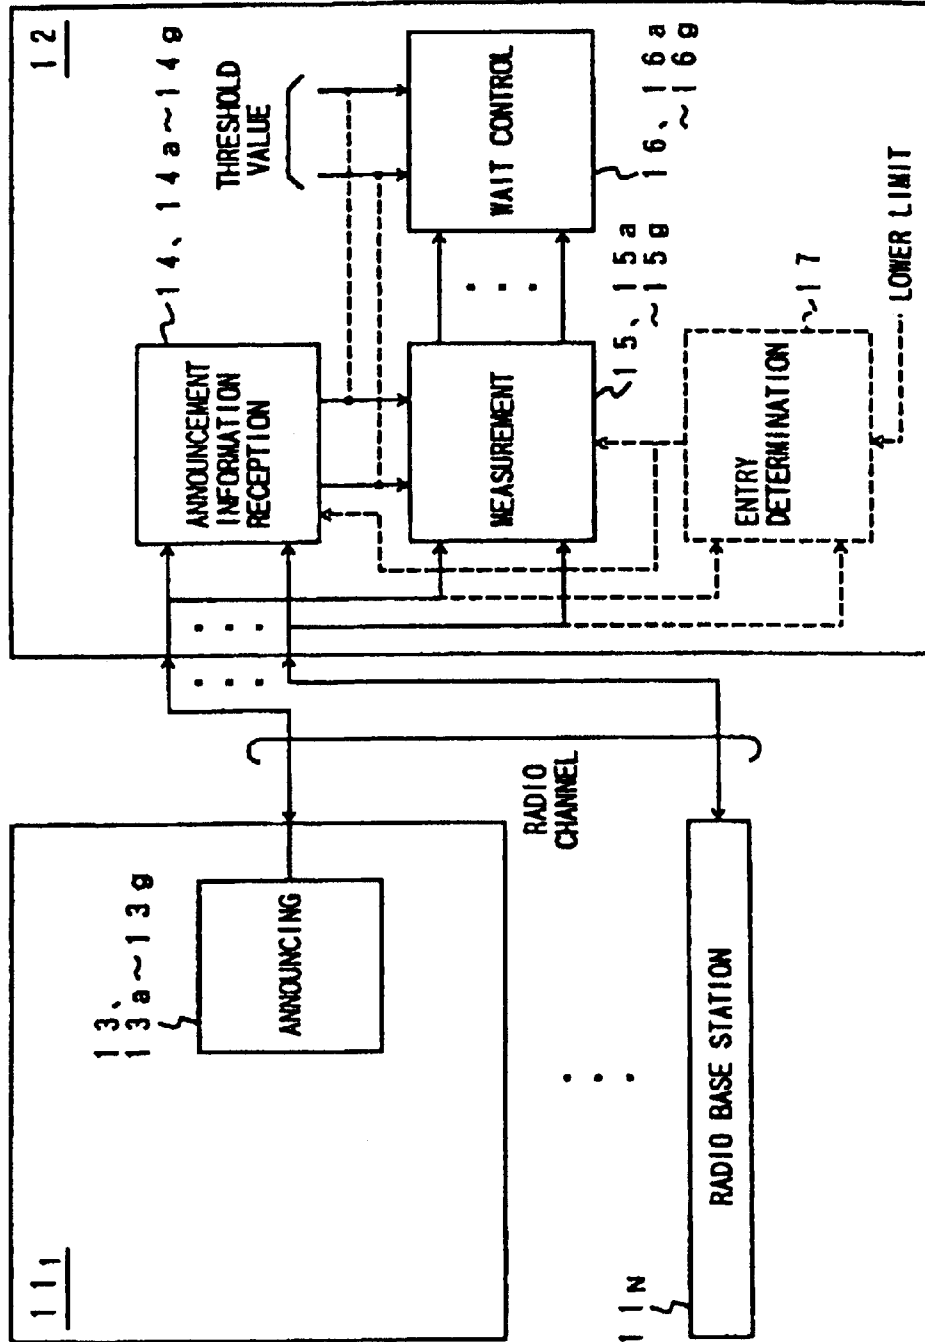 11₁
13、
13a~13g
ANNOUNCING
11N
RADIO BASE STATION
RADIO
CHANNEL
12
14、14a~14g
ANNOUNCEMENT
INFORMATION
RECEPTION
THRESHOLD
VALUE
MEASUREMENT
15、15a
~15g
WAIT CONTROL
16、16a
~16g
ENTRY
DETERMINATION
17
LOWER LIMIT